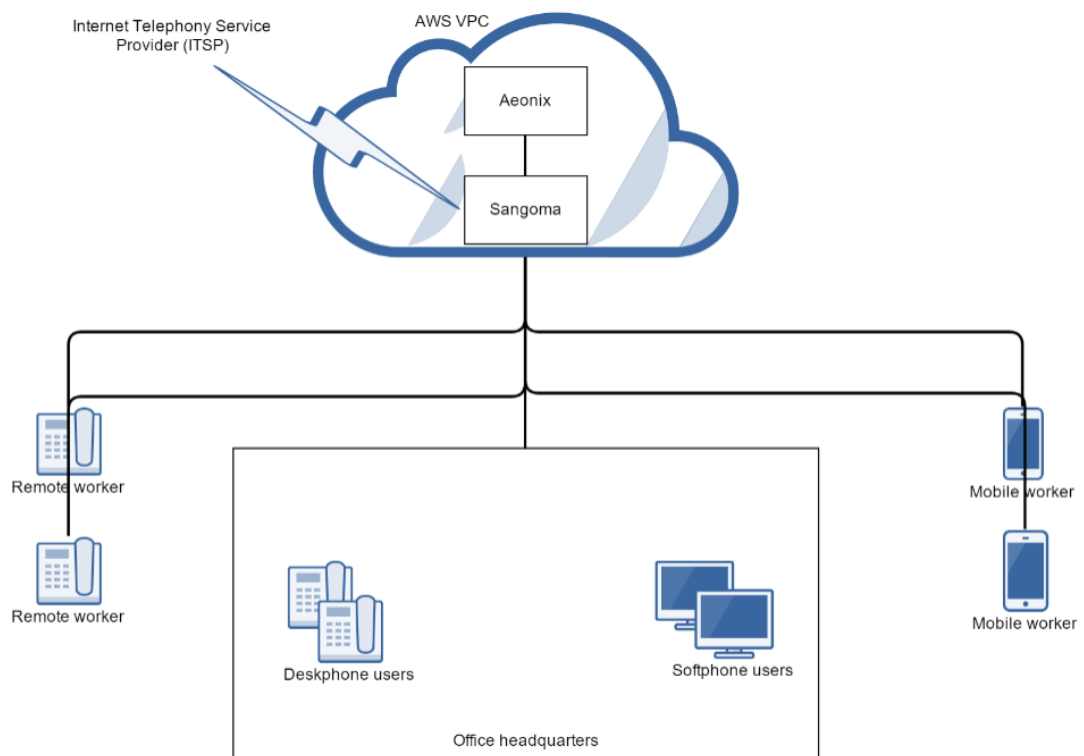 Internet Telephony Service
Provider (ITSP)
AWS VPC
Aeonix
Sangoma
Remote worker
Mobile worker
Remote worker
Mobile worker
Deskphone users
Softphone users
Office headquarters